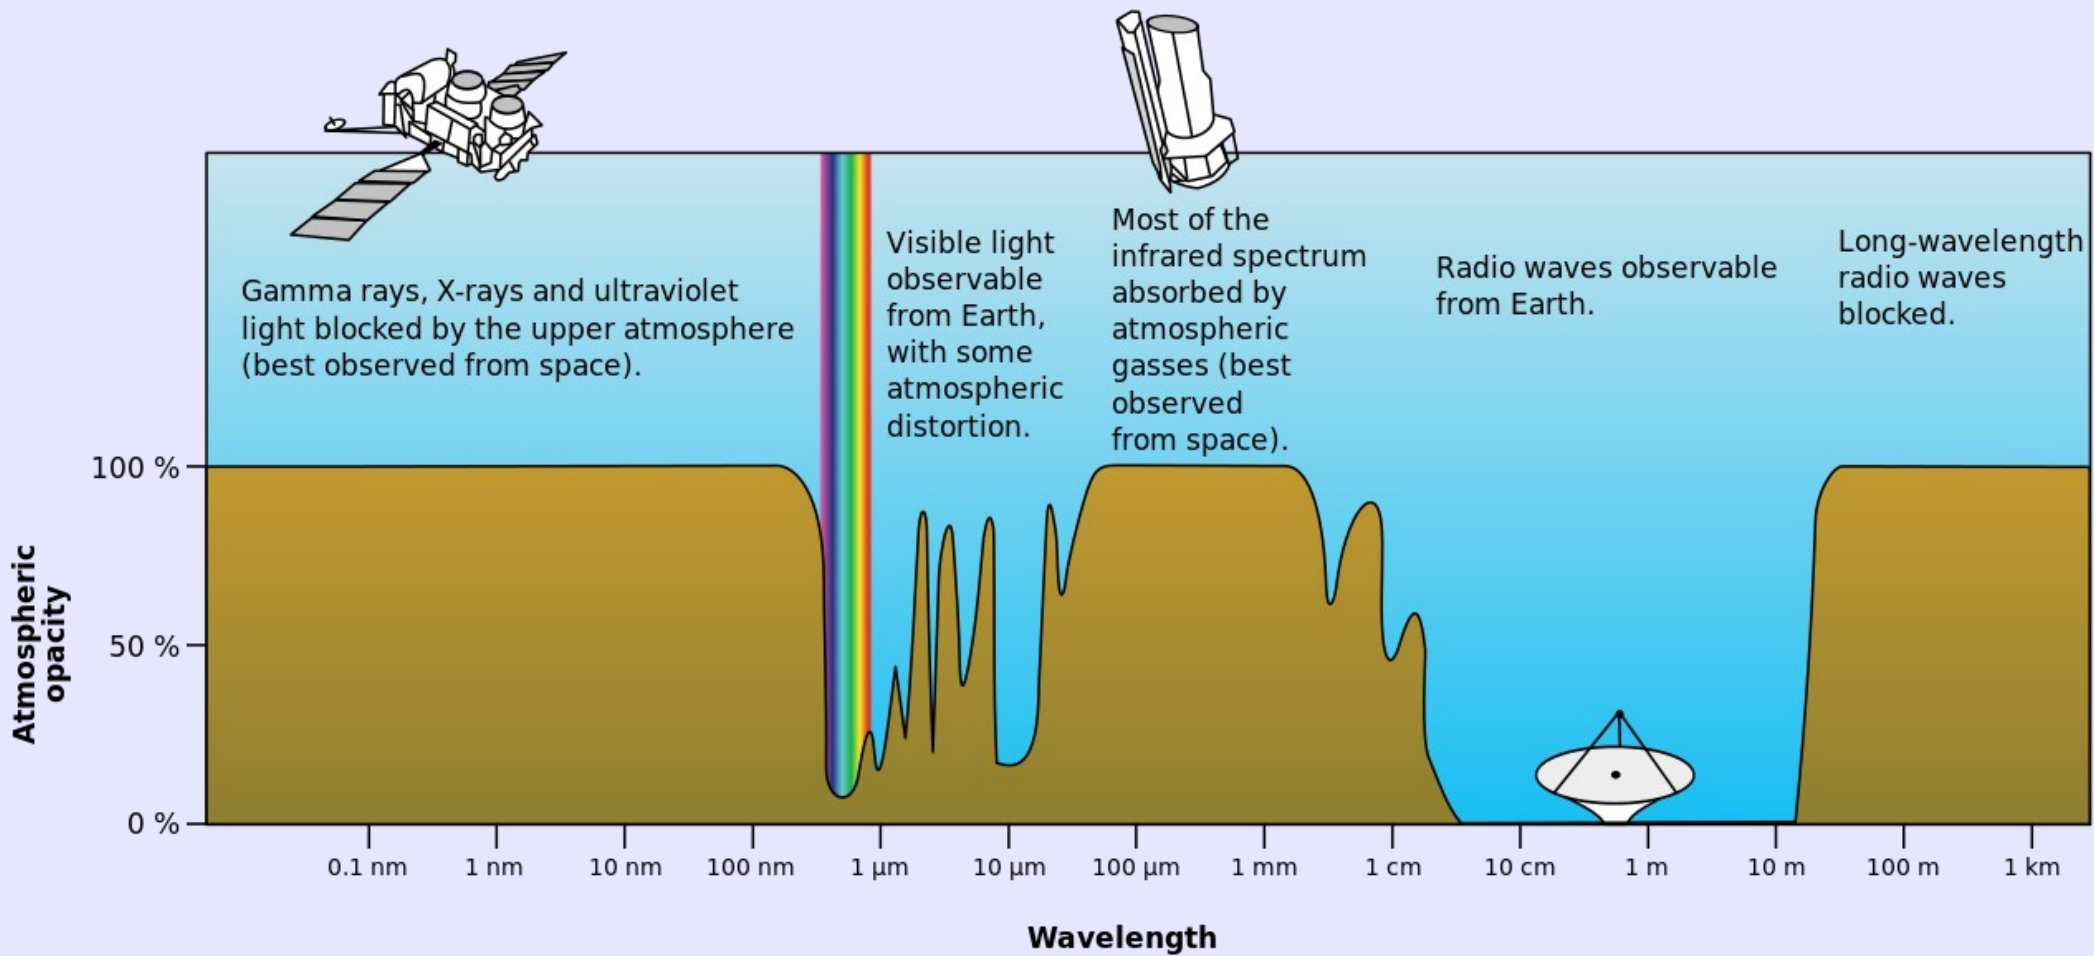 Gamma rays, X-rays and ultraviolet
light blocked by the upper atmosphere
(best observed from space).
Visible light
observable
from Earth,
with some
atmospheric
distortion.
Most of the
infrared spectrum
absorbed by
atmospheric
gasses (best
observed
from space).
Radio waves observable
from Earth.
Long-wavelength
radio waves
blocked.
Atmospheric
opacity
100 %
50 %
0 %
0.1 nm
1 nm
10 nm
100 nm
1 μm
10 μm
100 μm
1 mm
1 cm
10 cm
1 m
10 m
100 m
1 km
Wavelength